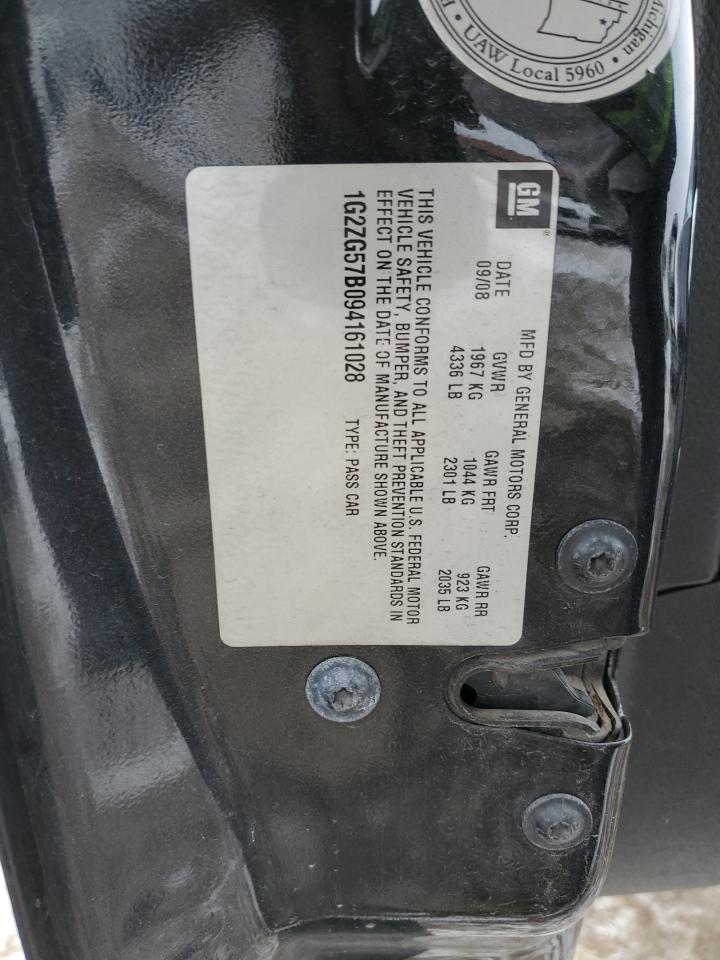 Michigan
• UAW Local 5960 •
GM
MFD BY GENERAL MOTORS CORP.
DATE GVWR GAWR FRT GAWR RR
09/08 1967 KG 1044 KG 923 KG
4336 LB 2301 LB 2035 LB
THIS VEHICLE CONFORMS TO ALL APPLICABLE U.S. FEDERAL MOTOR
VEHICLE SAFETY, BUMPER, AND THEFT PREVENTION STANDARDS IN
EFFECT ON THE DATE OF MANUFACTURE SHOWN ABOVE.
1G2ZG57B094161028 TYPE: PASS CAR